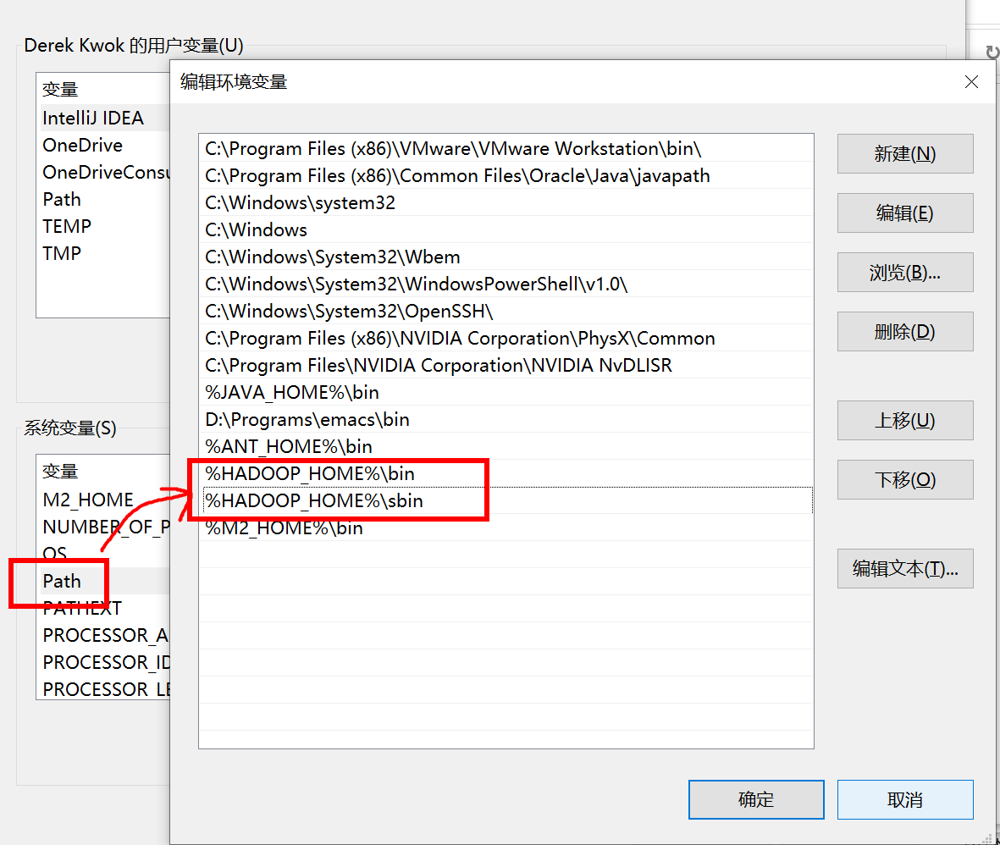 Derek Kwok 的用户变量(U)
变量
IntelliJ IDEA
OneDrive
OneDriveConsu
Path
TEMP
TMP
系统变量(S)
变量
M2_HOME
NUMBER_OF_P
OS
Path
PATHEXT
PROCESSOR_A
PROCESSOR_ID
PROCESSOR_LE
编辑环境变量
C:\Program Files (x86)\VMware\VMware Workstation\bin\
C:\Program Files (x86)\Common Files\Oracle\Java\javapath
C:\Windows\system32
C:\Windows
C:\Windows\System32\Wbem
C:\Windows\System32\WindowsPowerShell\v1.0\
C:\Windows\System32\OpenSSH\
C:\Program Files (x86)\NVIDIA Corporation\PhysX\Common
C:\Program Files\NVIDIA Corporation\NVIDIA NvDLISR
%JAVA_HOME%\bin
D:\Programs\emacs\bin
%ANT_HOME%\bin
%HADOOP_HOME%\bin
%HADOOP_HOME%\sbin
%M2_HOME%\bin
新建(N)
编辑(E)
浏览(B)...
删除(D)
上移(U)
下移(O)
编辑文本(T)...
确定
取消